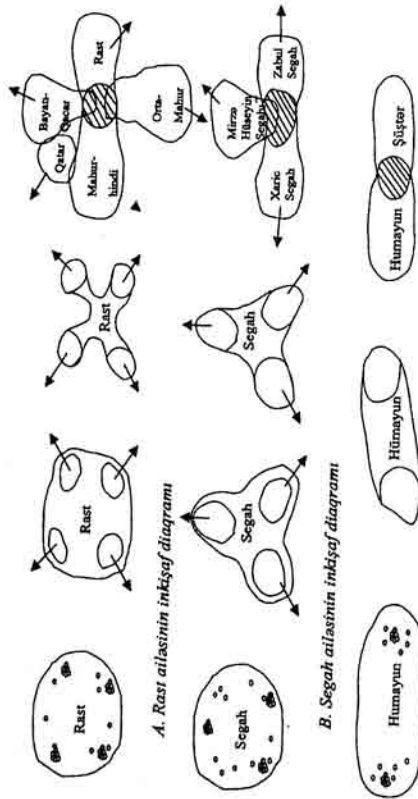 Rast
Rast
Rast
Bayan-
Qacar
Qatar
Rast
Mahur-
hindi
Orta-
Mahur
A. Rast ailəsinin inkişaf diaqramı
Segah
Segah
Segah
Mirzə
Hüseyn
Segahı
Zabul
Segah
Xaric
Segah
B. Segah ailəsinin inkişaf diaqramı
Humayun
Hümayun
Humayun
Şüştər